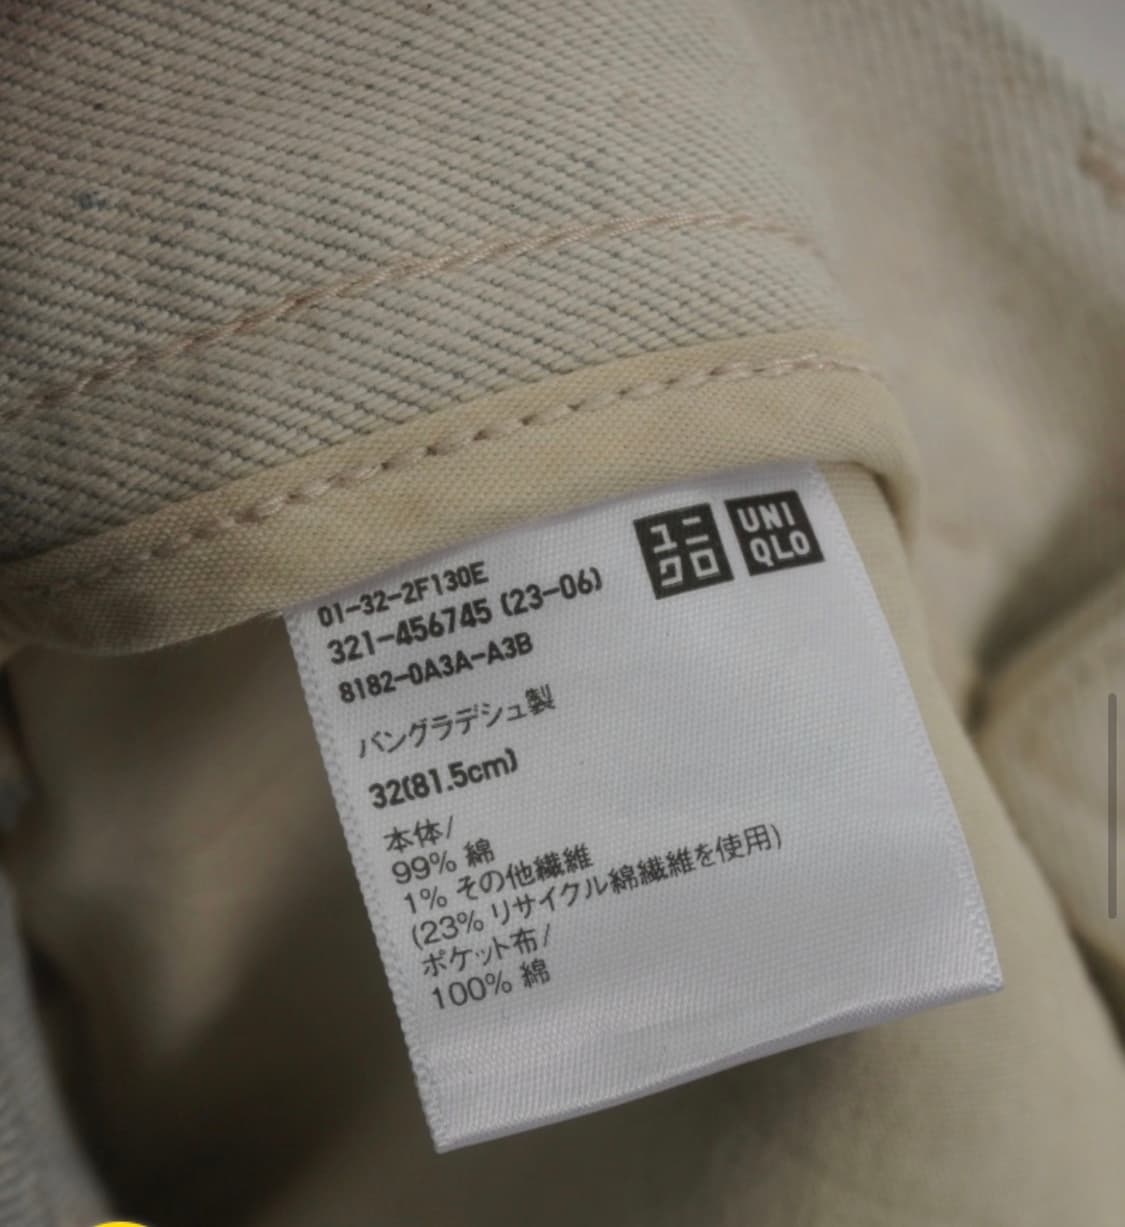 ユニ
クロ
UNI
QLO
01-32-2F130E
321-456745 (23-06)
8182-0A3A-A3B
バングラデシュ製
32(81.5cm)
本体/
99% 綿
1% その他繊維
(23% リサイクル綿繊維を使用)
ポケット布/
100% 綿